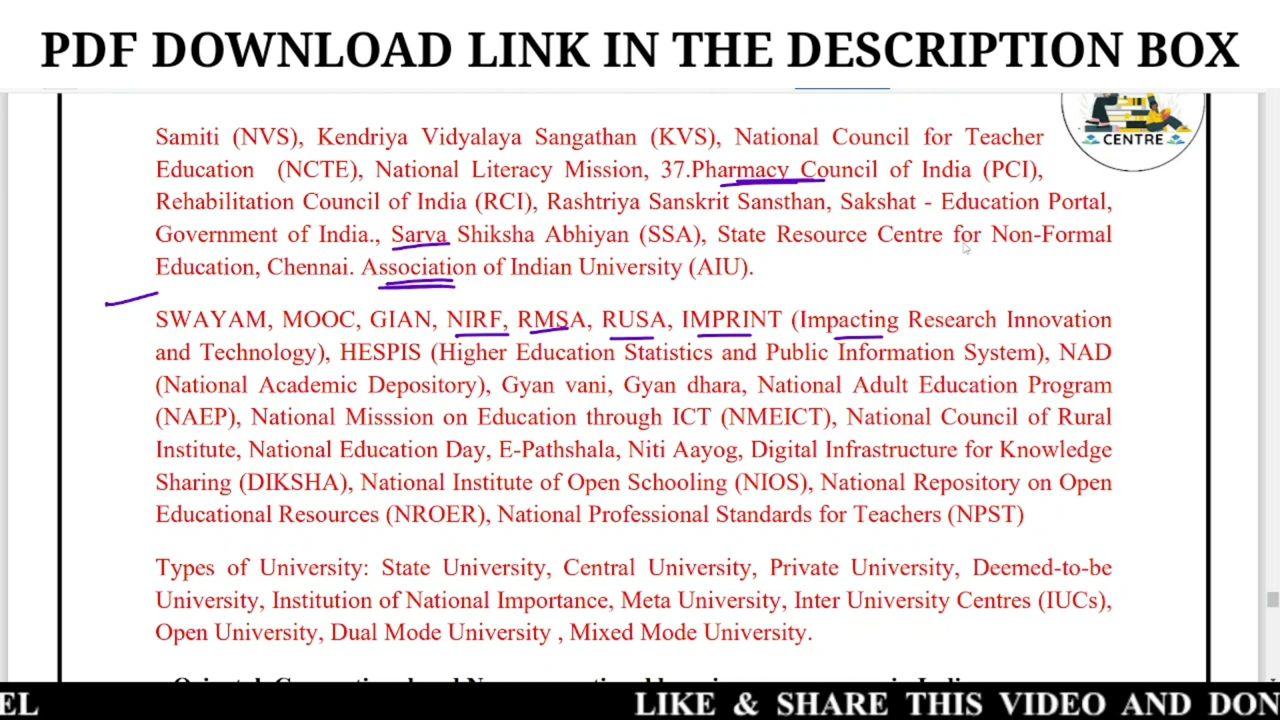 PDF DOWNLOAD LINK IN THE DESCRIPTION BOX
CENTRE
Samiti (NVS), Kendriya Vidyalaya Sangathan (KVS), National Council for Teacher
Education (NCTE), National Literacy Mission, 37.Pharmacy Council of India (PCI),
Rehabilitation Council of India (RCI), Rashtriya Sanskrit Sansthan, Sakshat - Education Portal,
Government of India., Sarva Shiksha Abhiyan (SSA), State Resource Centre for Non-Formal
Education, Chennai. Association of Indian University (AIU).
SWAYAM, MOOC, GIAN, NIRF, RMSA, RUSA, IMPRINT (Impacting Research Innovation
and Technology), HESPIS (Higher Education Statistics and Public Information System), NAD
(National Academic Depository), Gyan vani, Gyan dhara, National Adult Education Program
(NAEP), National Misssion on Education through ICT (NMEICT), National Council of Rural
Institute, National Education Day, E-Pathshala, Niti Aayog, Digital Infrastructure for Knowledge
Sharing (DIKSHA), National Institute of Open Schooling (NIOS), National Repository on Open
Educational Resources (NROER), National Professional Standards for Teachers (NPST)
Types of University: State University, Central University, Private University, Deemed-to-be
University, Institution of National Importance, Meta University, Inter University Centres (IUCs),
Open University, Dual Mode University , Mixed Mode University.
EL LIKE & SHARE THIS VIDEO AND DON